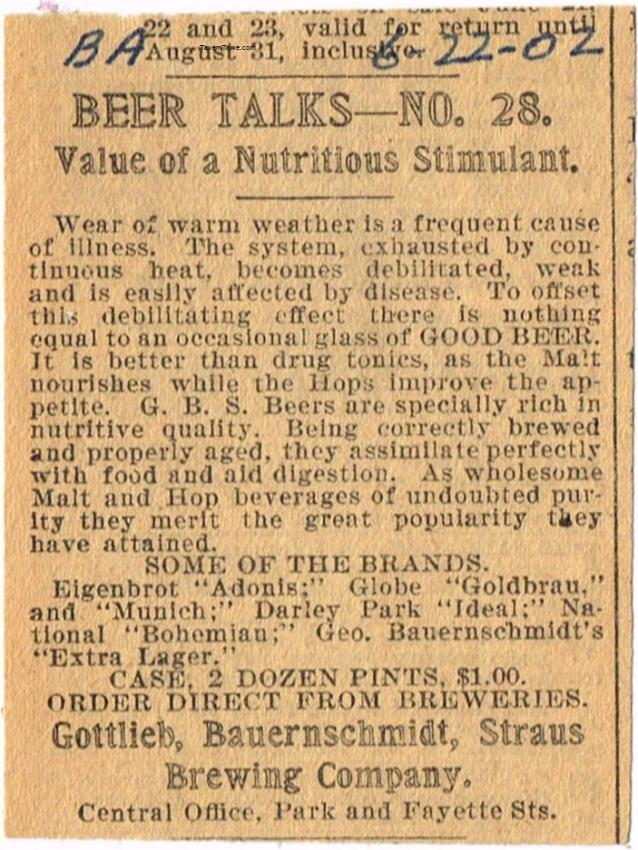 22 and 23, valid for return until
August 31, inclusive.
BA
6-22-02
TavernTrove.com
BEER TALKS—NO. 28.
Value of a Nutritious Stimulant.
Wear of warm weather is a frequent cause
of illness. The system, exhausted by con-
tinuous heat, becomes debilitated, weak
and is easily affected by disease. To offset
this debilitating effect there is nothing
equal to an occasional glass of GOOD BEER.
It is better than drug tonics, as the Malt
nourishes while the Hops improve the ap-
petite. G. B. S. Beers are specially rich in
nutritive quality. Being correctly brewed
and properly aged, they assimilate perfectly
with food and aid digestion. As wholesome
Malt and Hop beverages of undoubted pur-
ity they merit the great popularity they
have attained.
SOME OF THE BRANDS.
Eigenbrot "Adonis;" Globe "Goldbrau,"
and "Munich;" Darley Park "Ideal;" Na-
tional "Bohemian;" Geo. Bauernschmidt's
"Extra Lager."
CASE, 2 DOZEN PINTS, $1.00.
ORDER DIRECT FROM BREWERIES.
Gottlieb, Bauernschmidt, Straus
Brewing Company.
Central Office, Park and Fayette Sts.